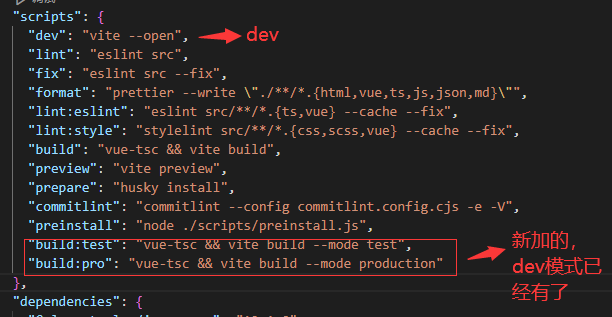 "scripts": {
"dev": "vite --open",
dev
"lint": "eslint src",
"fix": "eslint src --fix",
"format": "prettier --write \"./**/*.{html,vue,ts,js,json,md}\"",
"lint:eslint": "eslint src/**/*.{ts,vue} --cache --fix",
"lint:style": "stylelint src/**/*.{css,scss,vue} --cache --fix",
"build": "vue-tsc && vite build",
"preview": "vite preview",
"prepare": "husky install",
"commitlint": "commitlint --config commitlint.config.cjs -e -V",
"preinstall": "node ./scripts/preinstall.js",
"build:test": "vue-tsc && vite build --mode test",
"build:pro": "vue-tsc && vite build --mode production"
新加的，
dev模式已
经有了
},
"dependencies": {